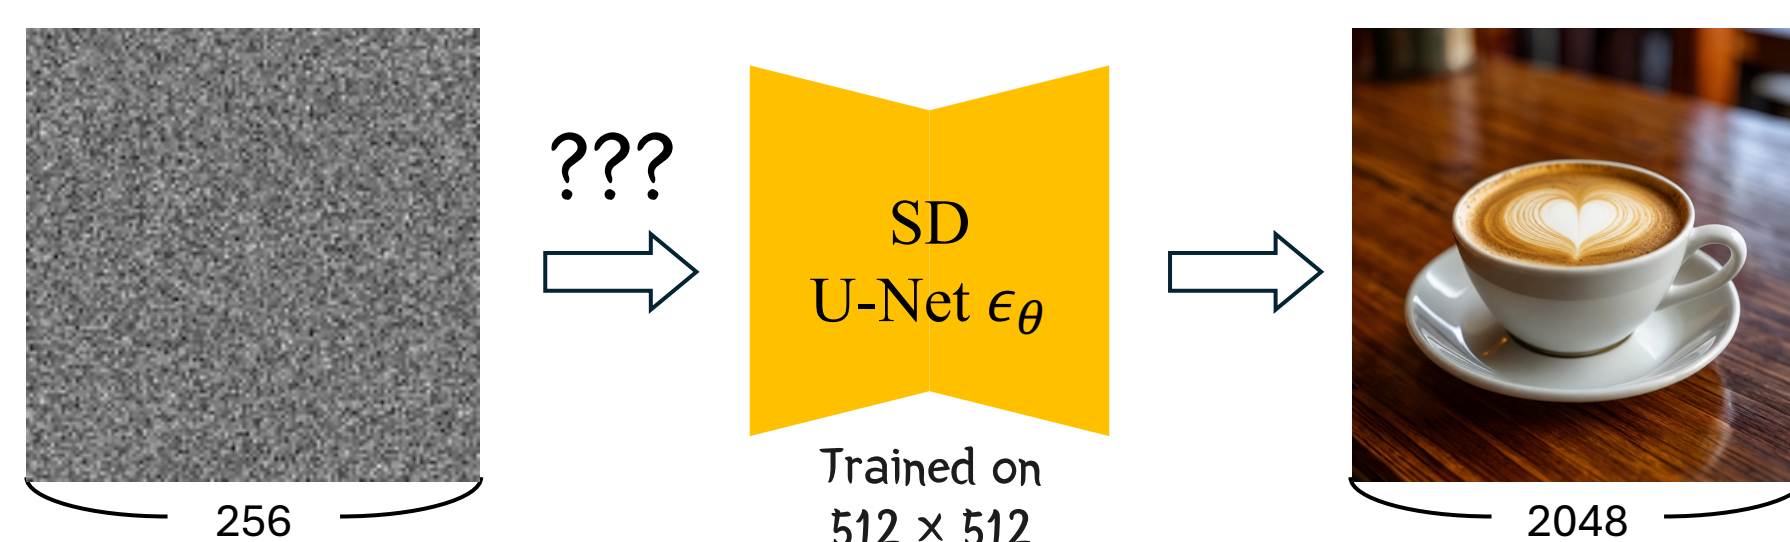 ???
SD
U-Net ϵθ
Trained on
512 × 512
256
2048